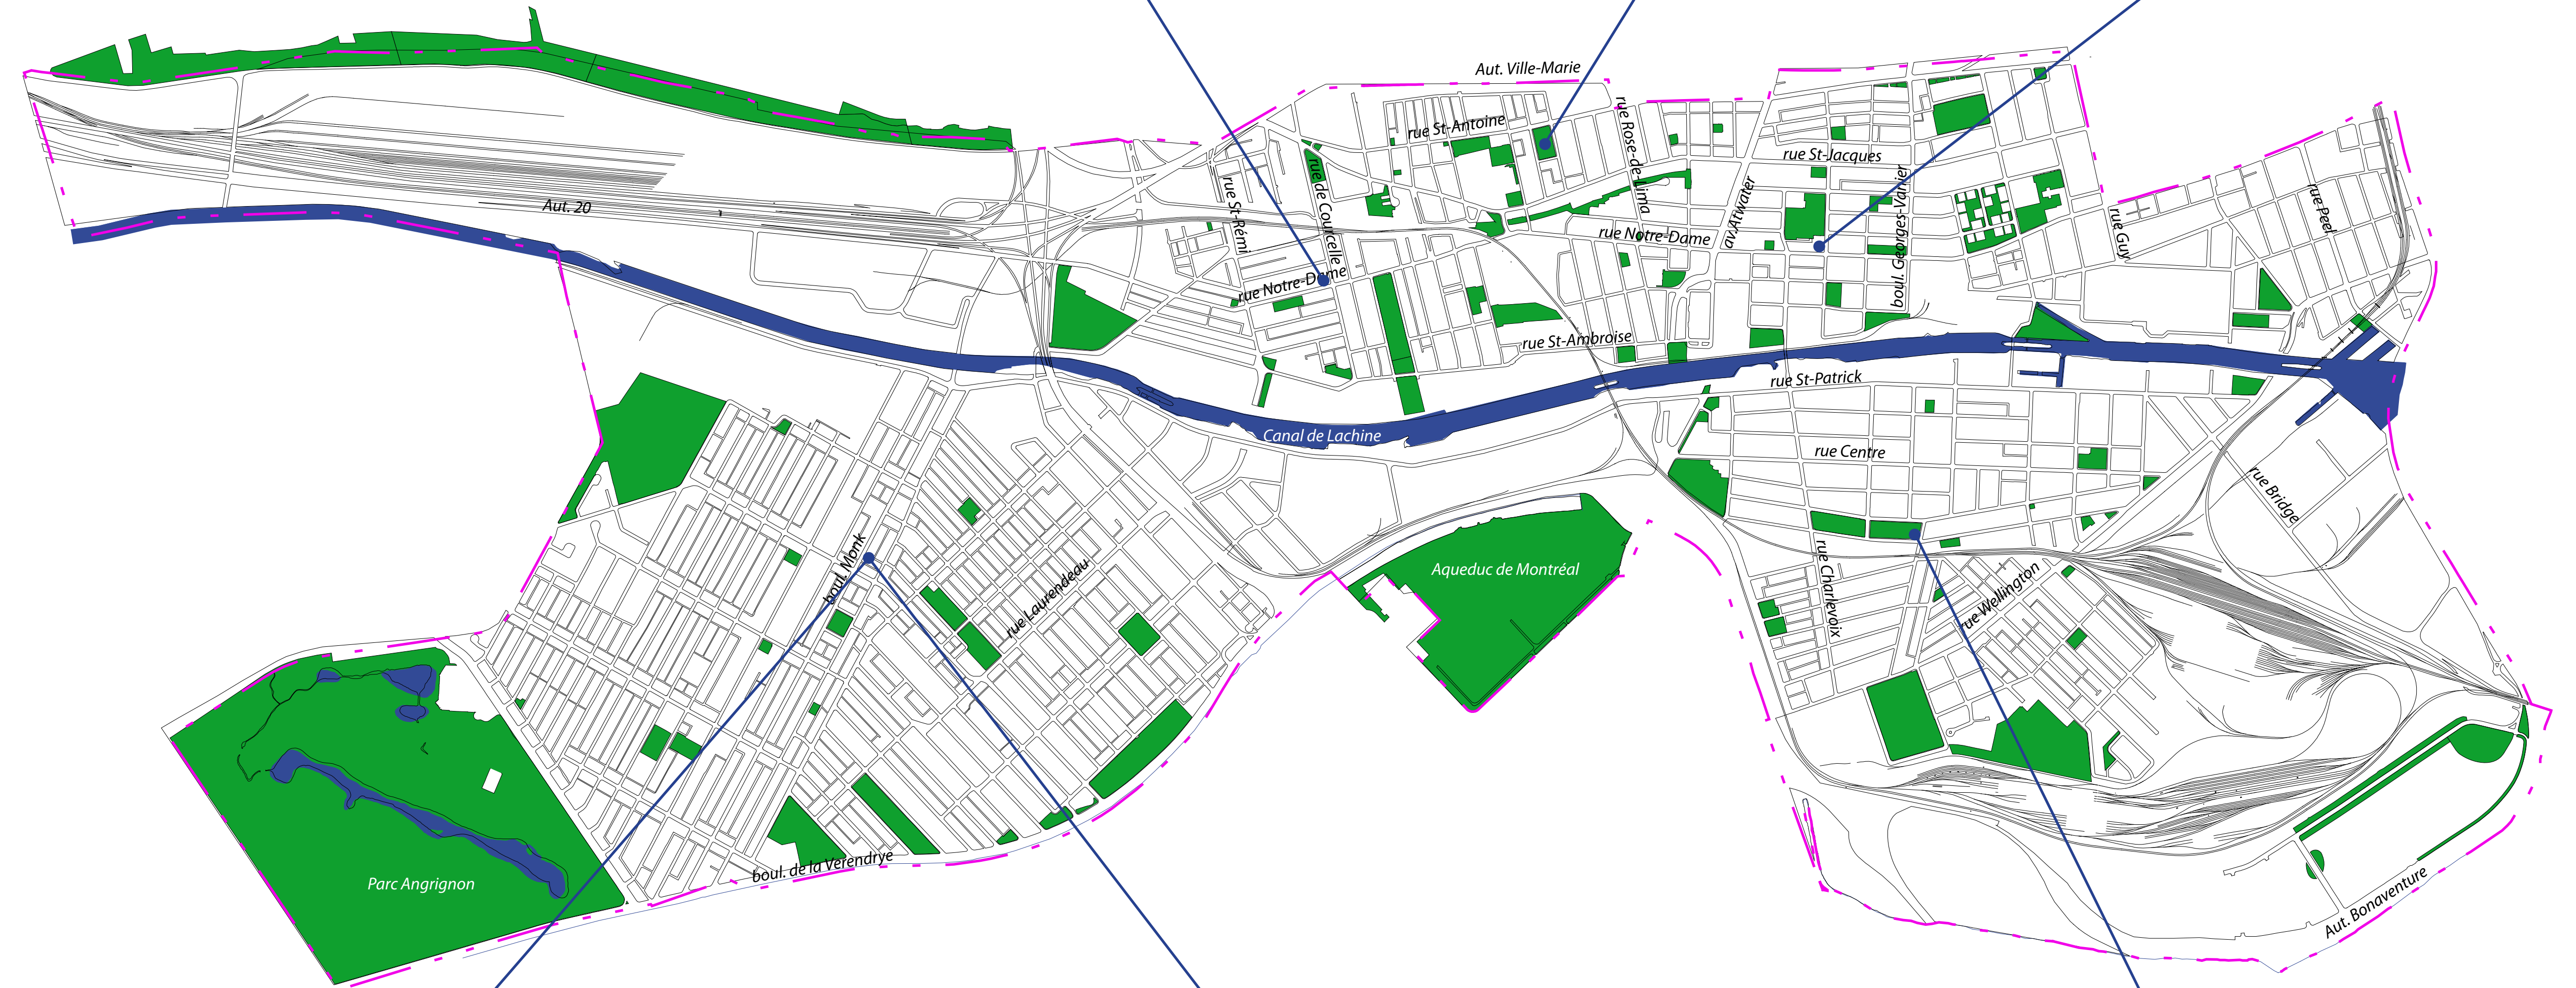 Aut. Ville-Marie
rue St-Antoine
rue Rose-de-Lima
rue St-Jacques
rue de Courcelle
rue St-Rémi
Aut. 20
av.Atwater
boul. Georges-Vanier
rue Guy
rue Peel
rue Notre-Dame
rue Notre-Dame
rue St-Ambroise
rue St-Patrick
Canal de Lachine
rue Centre
rue Bridge
boul. Monk
rue Laurendeau
Aqueduc de Montréal
rue Charlevoix
rue Wellington
boul. de la Verendrye
Parc Angrignon
Aut. Bonaventure